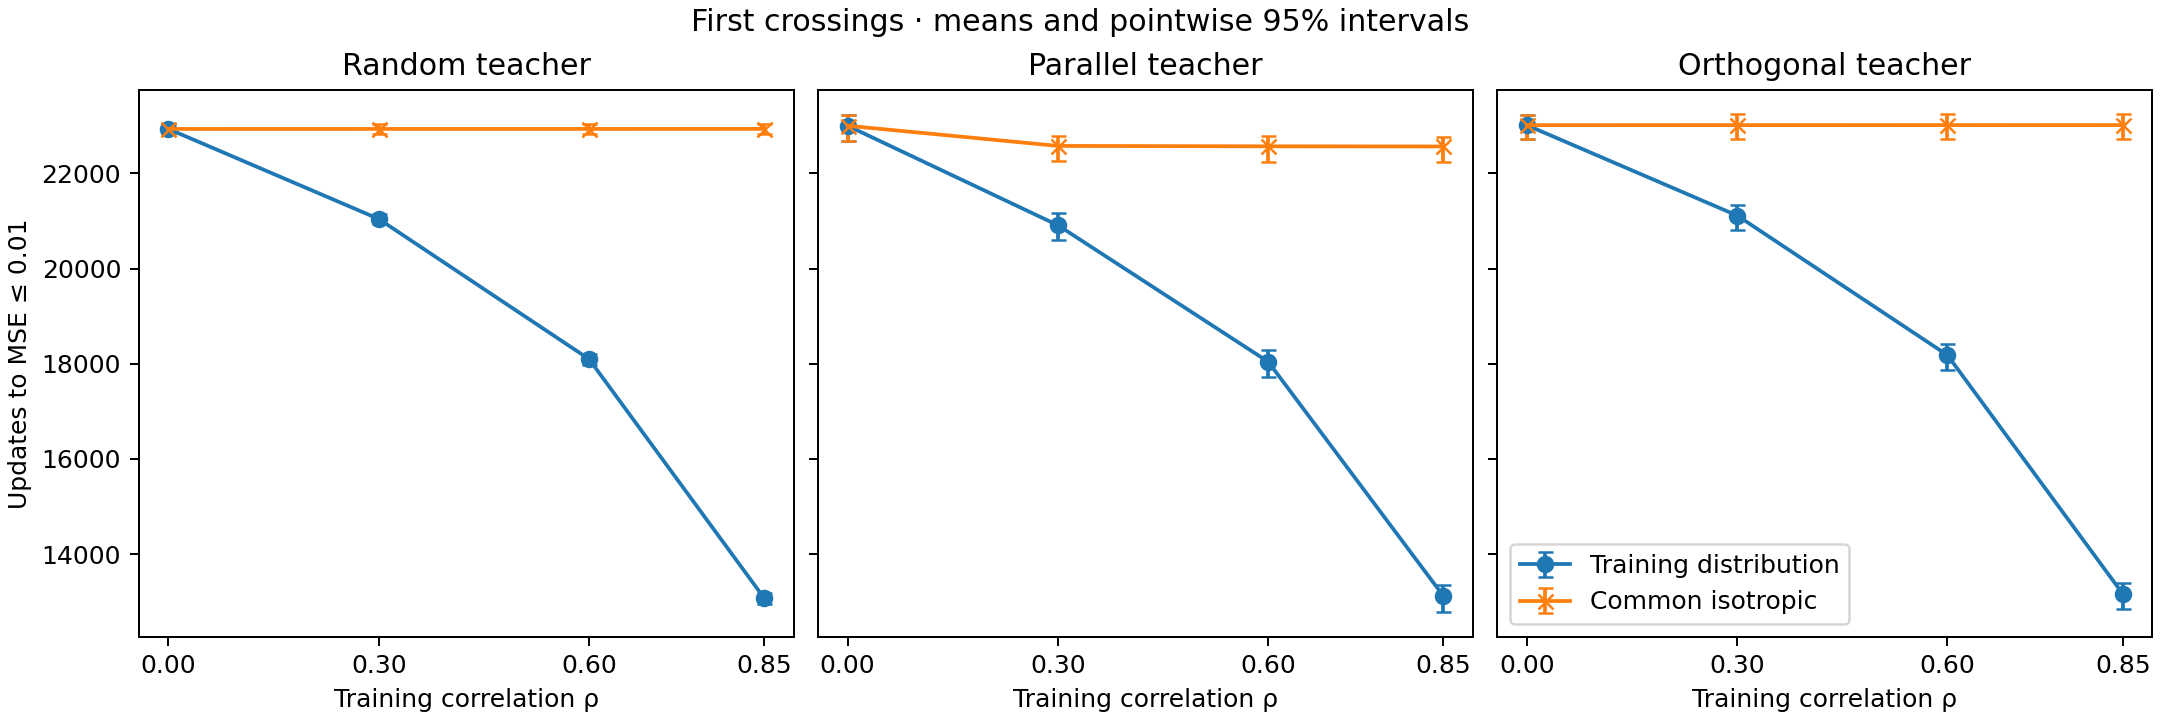 First crossings · means and pointwise 95% intervals
Random teacher
Parallel teacher
Orthogonal teacher
Updates to MSE ≤ 0.01
22000
20000
18000
16000
14000
0.00 0.30 0.60 0.85
0.00 0.30 0.60 0.85
0.00 0.30 0.60 0.85
Training correlation ρ
Training correlation ρ
Training correlation ρ
Training distribution
Common isotropic